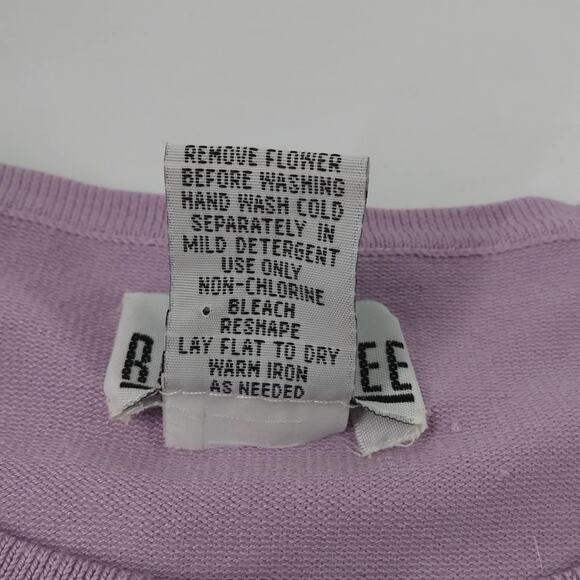 REMOVE FLOWER
BEFORE WASHING
HAND WASH COLD
SEPARATELY IN
MILD DETERGENT
USE ONLY
NON-CHLORINE
BLEACH
RESHAPE
LAY FLAT TO DRY
WARM IRON
AS NEEDED